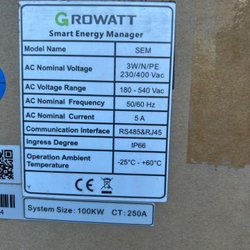 GROWATT
Smart Energy Manager
Model Name SEM
AC Nominal Voltage 3W/N/PE 230/400 Vac
AC Voltage Range 180 - 540 Vac
AC Nominal Frequency 50/60 Hz
AC Nominal Current 5 A
Communication Interface RS485&RJ45
Ingress Degree IP66
Operation Ambient Temperature -25°C - +60°C
CE
System Size: 100KW CT: 250A